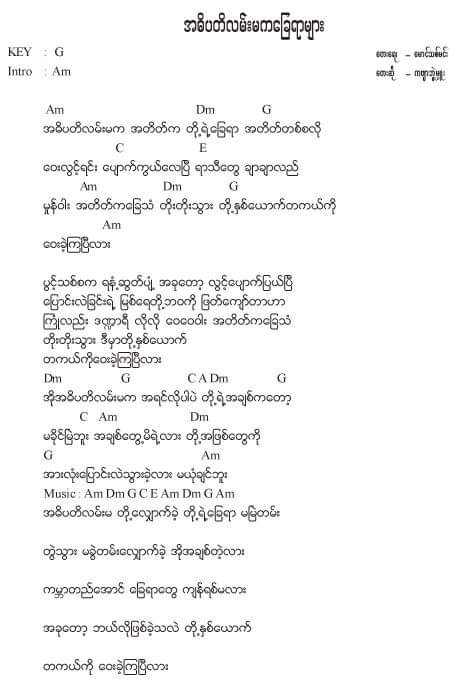 အဓိပတိလမ်းမကခြေရာများ
KEY : G
တေးရေး – မောင်သစ်မင်း
Intro : Am
တေးဆို – ကဗျာဘွဲ့မှူး
Am Dm G
အဓိပတိလမ်းမက အတိတ်က တို့ရဲ့ခြေရာ အတိတ်တစ်စလို
C E
ဝေးလွင့်ရင်း ပျောက်ကွယ်လေပြီ ရာသီတွေ ချာချာလည်
Am Dm G
မှုန်ဝါး အတိတ်ကခြေသံ တိုးတိုးသွား တို့နှစ်ယောက်တကယ်ကို
Am
ဝေးခဲ့ကြပြီလား
ပွင့်သစ်စက ရနံ့ဆွတ်ပျံ့ အခုတော့ လွင့်ပျောက်ပြယ်ပြီ
ပြောင်းလဲခြင်းရဲ့ မြစ်ရေတို့ဘဝကို ဖြတ်ကျော်တာဟာ
ကြုံလည်း ဒဏ္ဍာရီ လိုလို ဝေဝေဝါး အတိတ်ကခြေသံ
တိုးတိုးသွား ဒီမှာတို့နှစ်ယောက်
တကယ်ကိုဝေးခဲ့ကြပြီလား
Dm G C A Dm G
အိုအဓိပတိလမ်းမက အရင်လိုပါပဲ တို့ရဲ့အချစ်ကတော့
C Am Dm
မခိုင်မြဲဘူး အချစ်တွေ့မိရဲ့လား တို့အဖြစ်တွေကို
G Am
အားလုံးပြောင်းလဲသွားခဲ့လား မယုံချင်ဘူး
Music : Am Dm G C E Am Dm G Am
အဓိပတိလမ်းမ တို့လျှောက်ခဲ့ တို့ရဲ့ခြေရာ မမြဲတမ်း
တွဲသွား မခွဲတမ်းလျှောက်ခဲ့ အိုအချစ်တဲ့လား
ကမ္ဘာတည်အောင် ခြေရာတွေ ကျန်ရစ်မလား
အခုတော့ ဘယ်လိုဖြစ်ခဲ့သလဲ တို့နှစ်ယောက်
တကယ်ကို ဝေးခဲ့ကြပြီလား